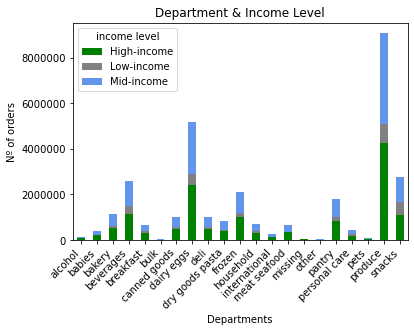 Department & Income Level
income level
High-income
Low-income
Mid-income
Nº of orders
8000000
6000000
4000000
2000000
0
alcohol
babies
bakery
beverages
breakfast
bulk
canned goods
dairy eggs
deli
dry goods pasta
frozen
household
International
meat seafood
missing
other
pantry
personal care
pets
produce
snacks
Departments